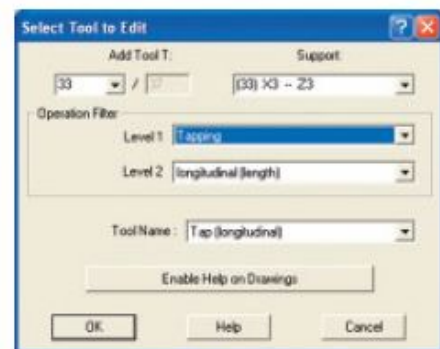 Select Tool to Edit
Add Tool T: Support:
33 / 37 (33) X3 -- Z3
Operation Filter
Level 1 Tapping
Level 2 longitudinal (length)
Tool Name : Tap (longitudinal)
Enable Help on Drawings
OK Help Cancel